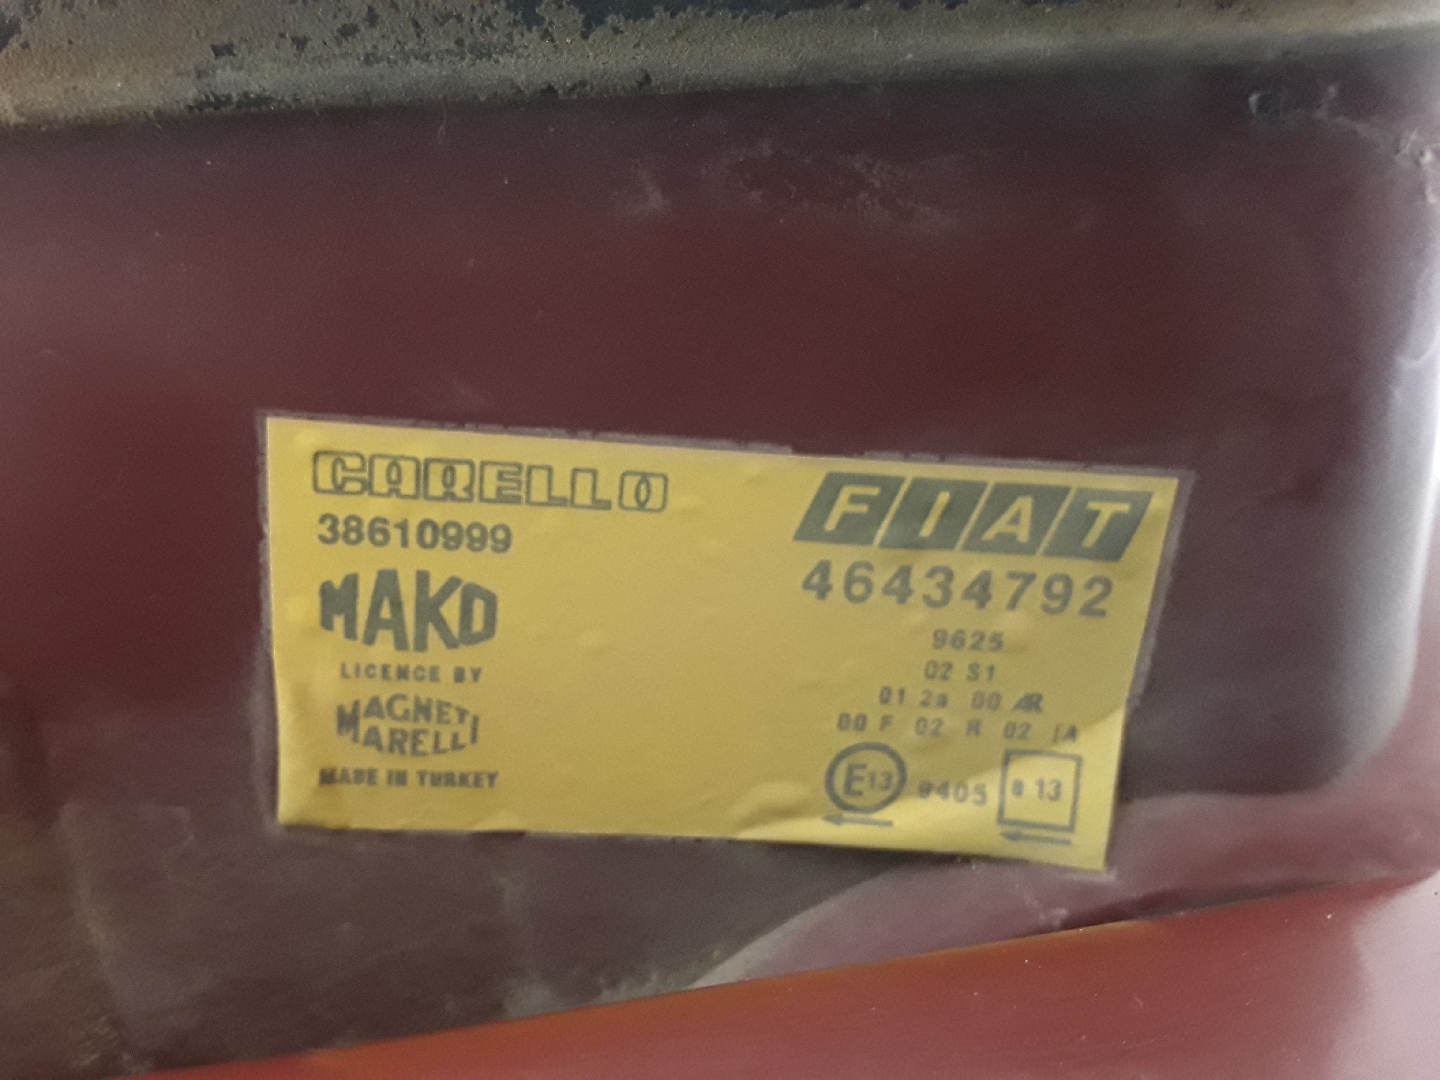 CARELLO
38610999
MAKO
LICENCE BY
MAGNETI
MARELLI
MADE IN TURKEY
FIAT
46434792
9625
02 S1
01 2a 00 AR
00 F 02 R 02 IA
E13 9405 e 13